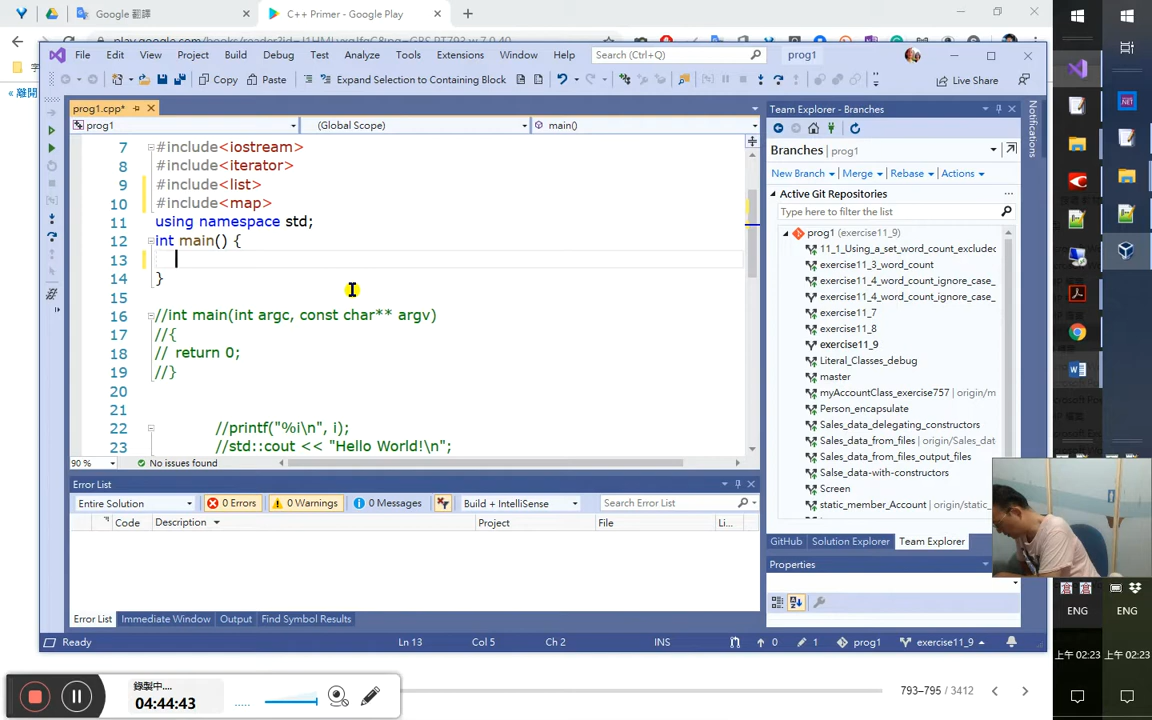 Google 翻譯
C++ Primer - Google Play
File Edit View Project Build Debug Test Analyze Tools Extensions Window Help
Search (Ctrl+Q)
prog1
Copy
Paste
Expand Selection to Containing Block
Live Share
« 離開
prog1.cpp*
prog1
(Global Scope)
main()
7 #include<iostream>
8 #include<iterator>
9 #include<list>
10 #include<map>
11 using namespace std;
12 int main() {
13
14 }
15
16 //int main(int argc, const char** argv)
17 //{
18 // return 0;
19 //}
20
21
22 //printf("%i\n", i);
23 //std::cout << "Hello World!\n";
90 %
No issues found
Team Explorer - Branches
Notifications
Branches | prog1
New Branch
Merge
Rebase
Actions
Active Git Repositories
Type here to filter the list
prog1 (exercise11_9)
11_1_Using_a_set_word_count_excluded
exercise11_3_word_count
exercise11_4_word_count_ignore_case_
exercise11_4_word_count_ignore_case_
exercise11_7
exercise11_8
exercise11_9
Literal_Classes_debug
master
myAccountClass_exercise757 | origin/m
Person_encapsulate
Sales_data_delegating_constructors
Sales_data_from_files | origin/Sales_da
Sales_data_from_files_output_files
Salse_data-with-constructors
Screen
static_member_Account | origin/static_
GitHub
Solution Explorer
Team Explorer
Properties
Error List
Entire Solution
0 Errors
0 Warnings
0 Messages
Build + IntelliSense
Search Error List
Code
Description
Project
File
Li...
Error List
Immediate Window
Output
Find Symbol Results
Ready
Ln 13
Col 5
Ch 2
INS
0
1
prog1
exercise11_9
ENG
ENG
上午 02:23
上午 02:23
錄製中....
04:44:43
793–795 / 3412